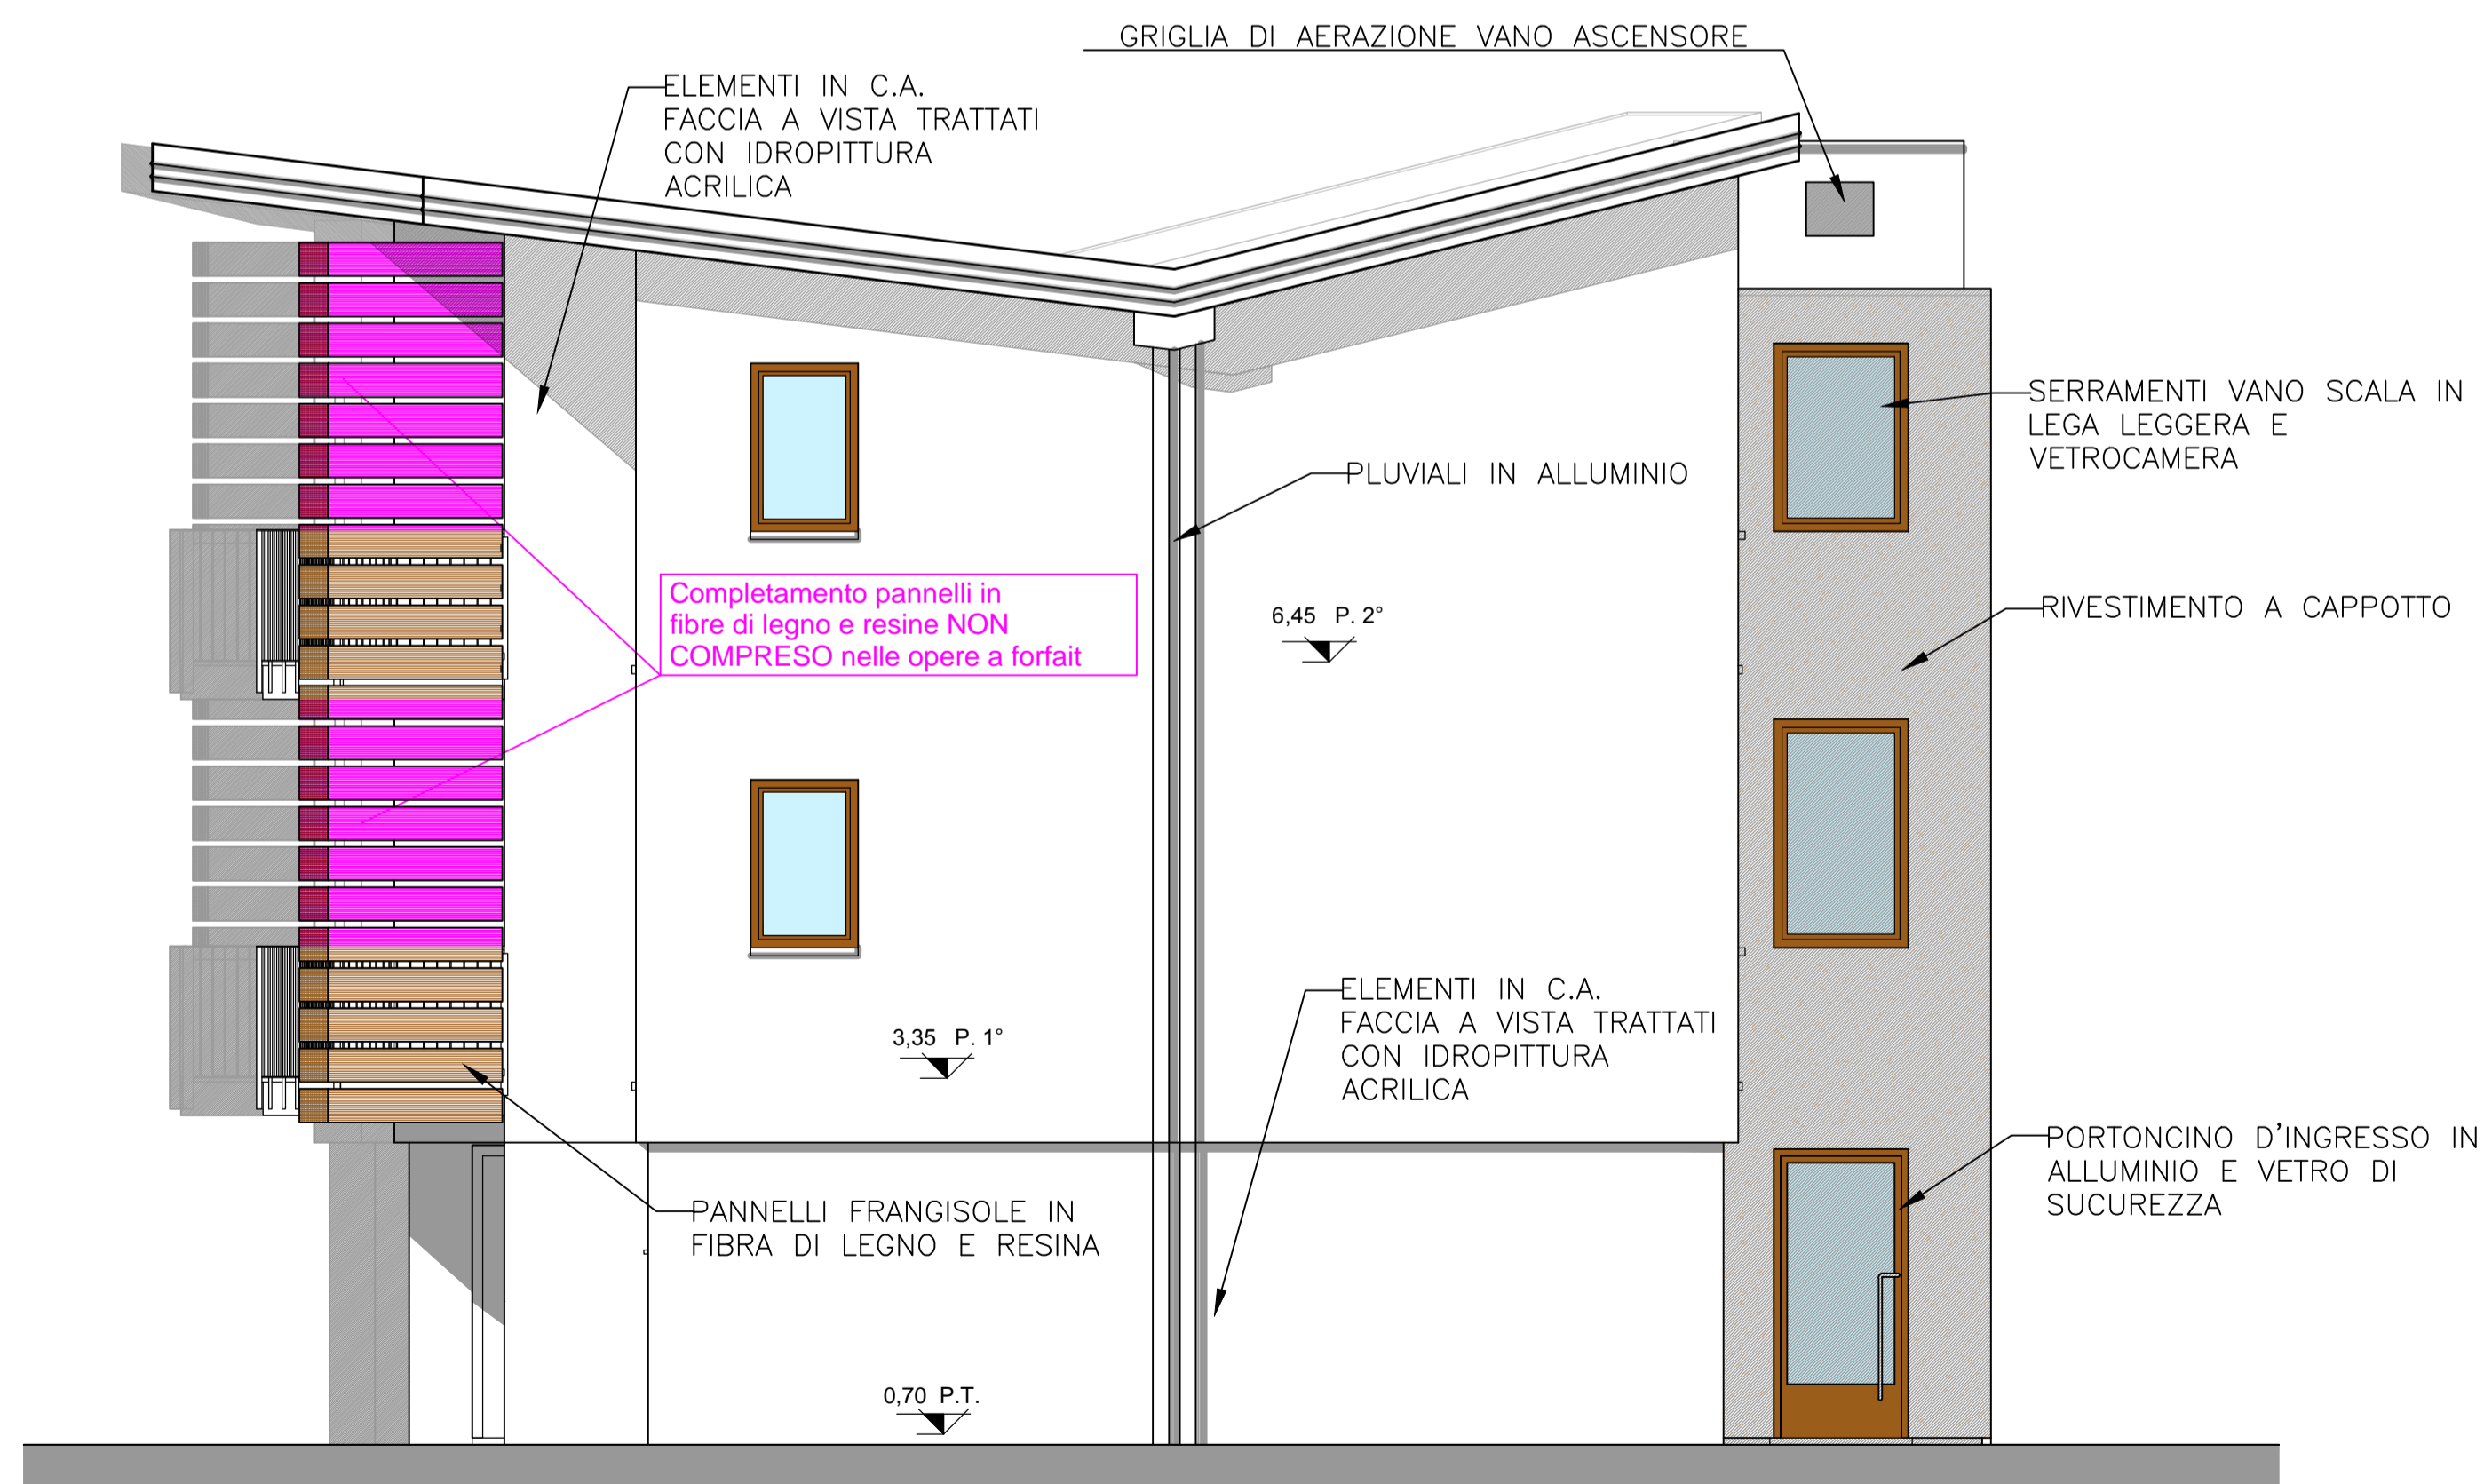 GRIGLIA DI AERAZIONE VANO ASCENSORE
ELEMENTI IN C.A.
FACCIA A VISTA TRATTATI
CON IDROPITTURA
ACRILICA
SERRAMENTI VANO SCALA IN
LEGA LEGGERA E
VETROCAMERA
PLUVIALI IN ALLUMINIO
Completamento pannelli in
fibre di legno e resine NON
COMPRESO nelle opere a forfait
6,45 P. 2°
RIVESTIMENTO A CAPPOTTO
ELEMENTI IN C.A.
FACCIA A VISTA TRATTATI
CON IDROPITTURA
ACRILICA
3,35 P. 1°
PORTONCINO D'INGRESSO IN
ALLUMINIO E VETRO DI
SUCUREZZA
PANNELLI FRANGISOLE IN
FIBRA DI LEGNO E RESINA
0,70 P.T.